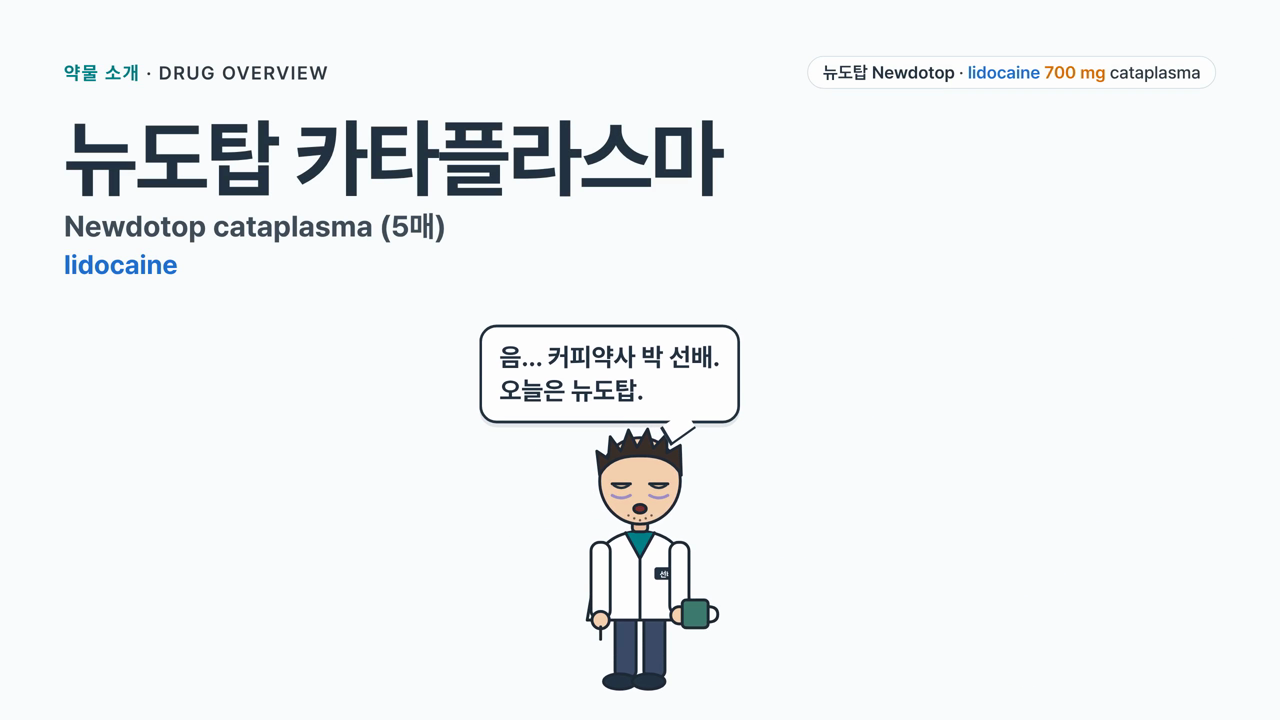 약물 소개 · DRUG OVERVIEW
뉴도탑 Newdotop · lidocaine 700 mg cataplasma
뉴도탑 카타플라스마
Newdotop cataplasma (5매)
lidocaine
음... 커피약사 박 선배.
오늘은 뉴도탑.